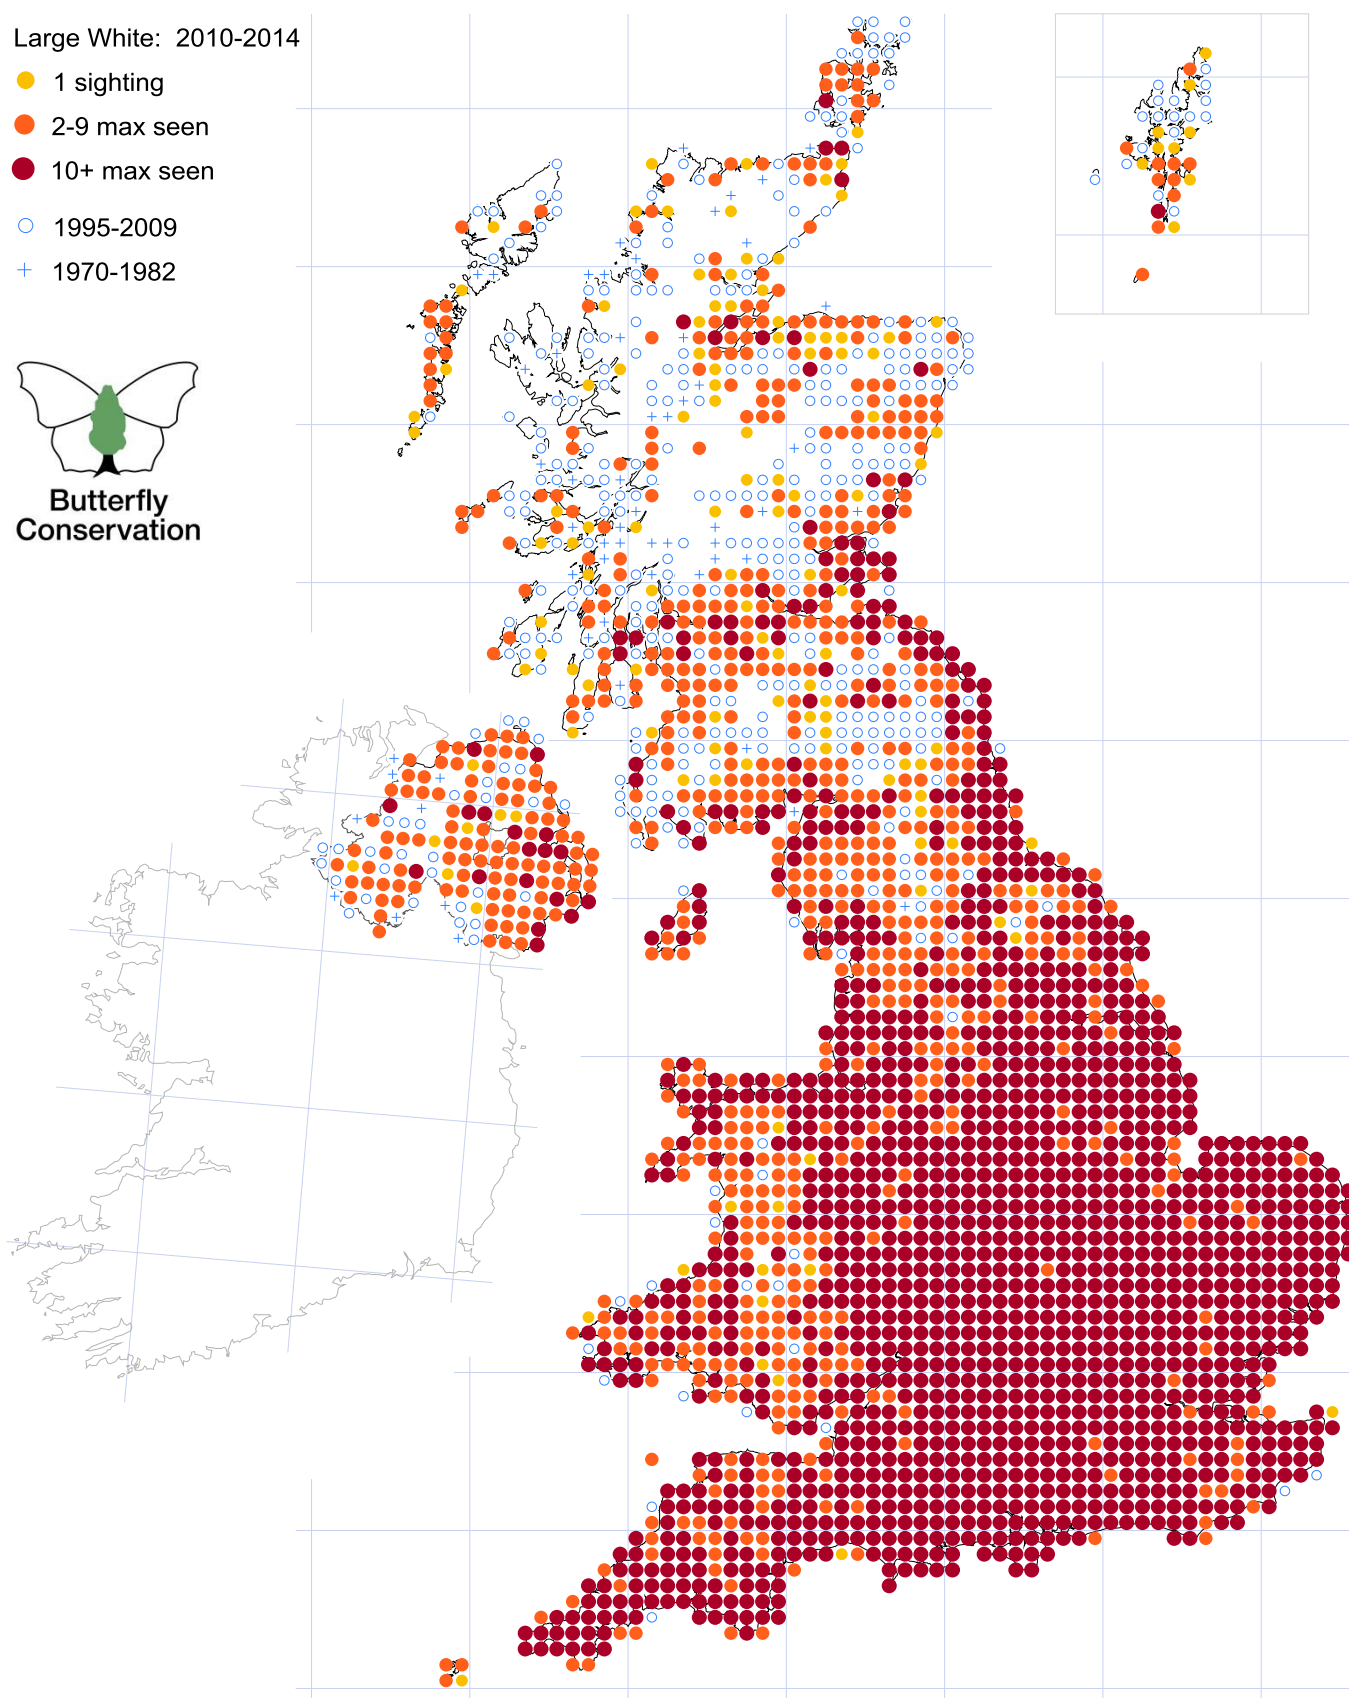 Large White:  2010-2014
1 sighting
2-9 max seen
10+ max seen
1995-2009
1970-1982
Butterfly
Conservation